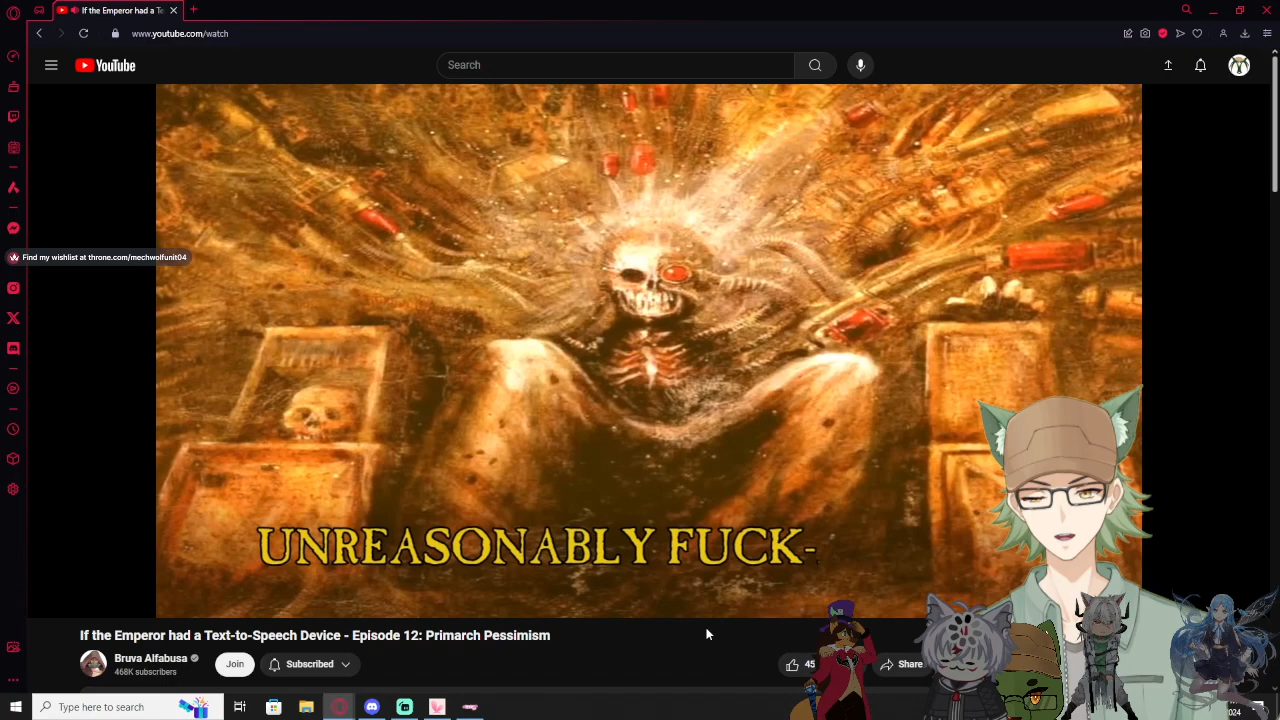 If the Emperor had a Te
www.youtube.com/watch
YouTube
Search
Find my wishlist at throne.com/mechwolfunit04
UNREASONABLY FUCK-
If the Emperor had a Text-to-Speech Device - Episode 12: Primarch Pessimism
Bruva Alfabusa
468K subscribers
Join
Subscribed
45
Share
Type here to search